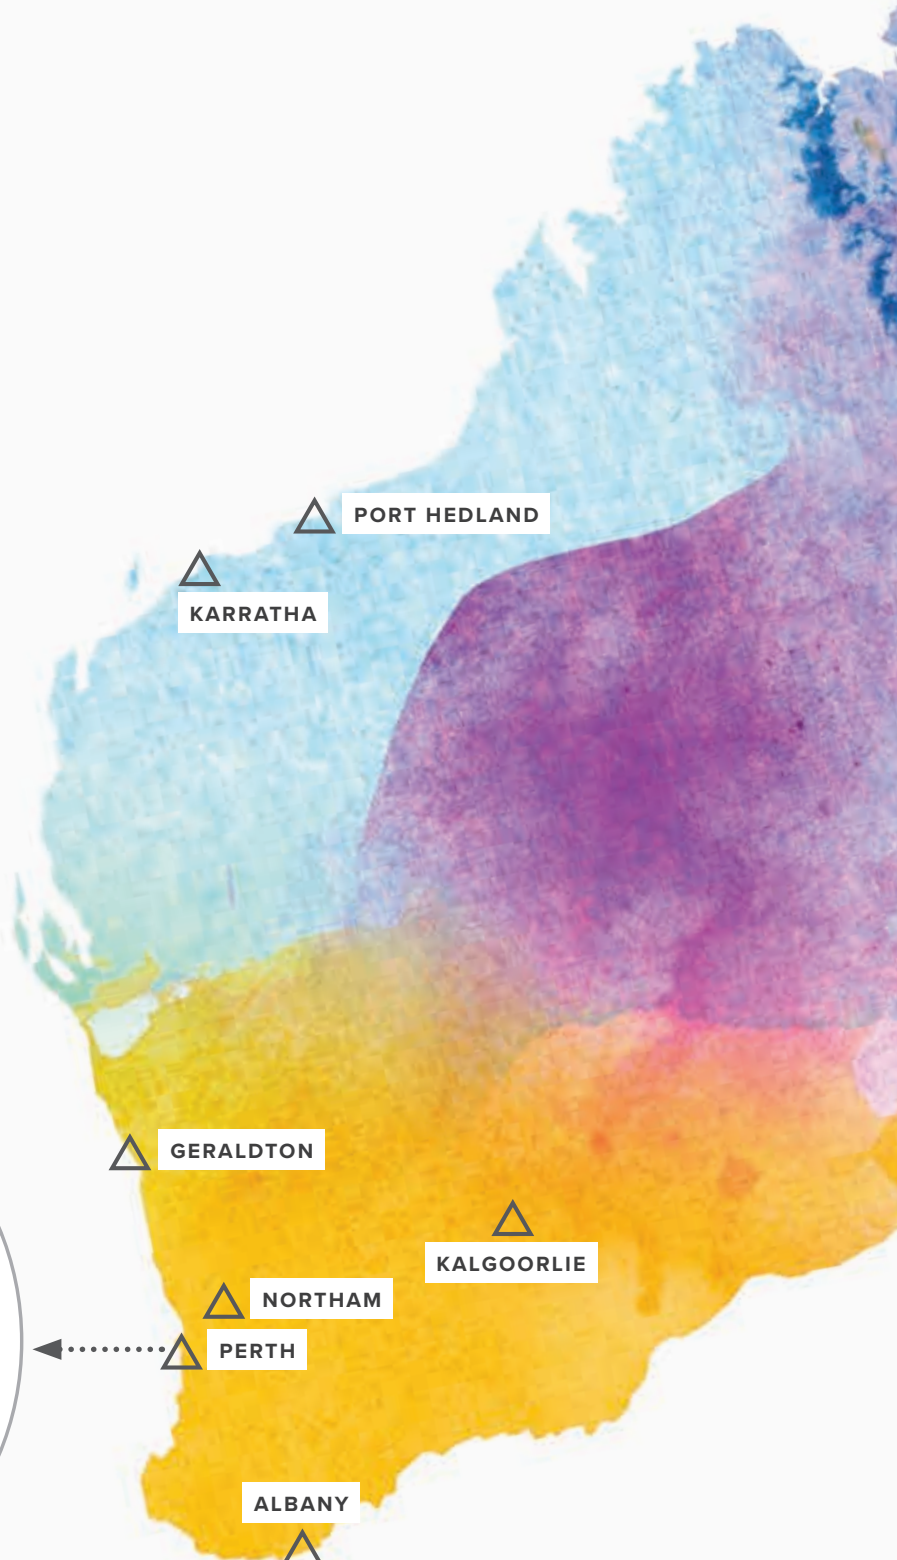 PORT HEDLAND
KARRATHA
GERALDTON
KALGOORLIE
NORTHAM
PERTH
ALBANY